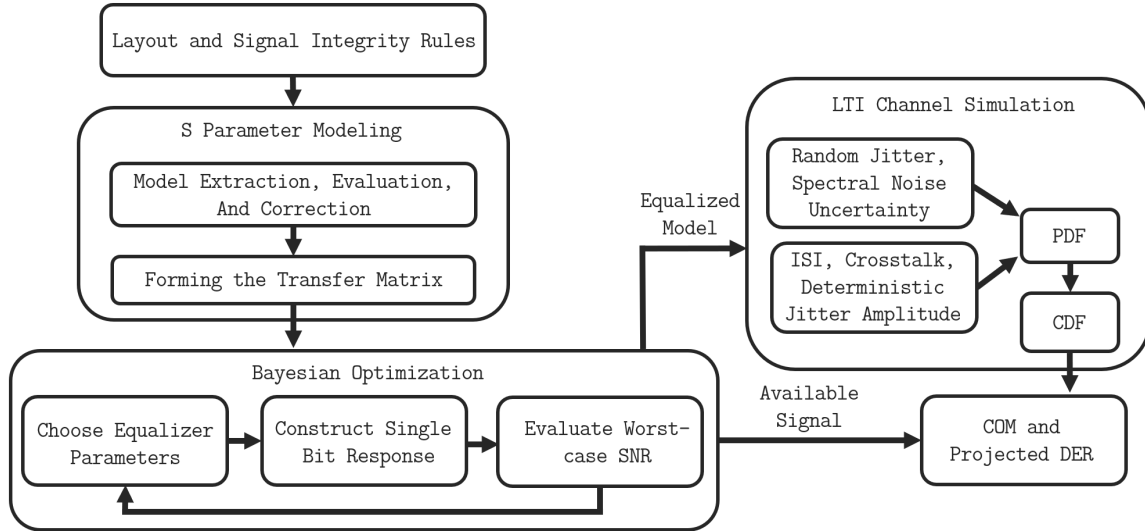 Layout and Signal Integrity Rules
S Parameter Modeling
Model Extraction, Evaluation,
And Correction
Forming the Transfer Matrix
Bayesian Optimization
Choose Equalizer
Parameters
Construct Single
Bit Response
Evaluate Worst-
case SNR
Equalized
Model
Available
Signal
LTI Channel Simulation
Random Jitter,
Spectral Noise
Uncertainty
ISI, Crosstalk,
Deterministic
Jitter Amplitude
PDF
CDF
COM and
Projected DER